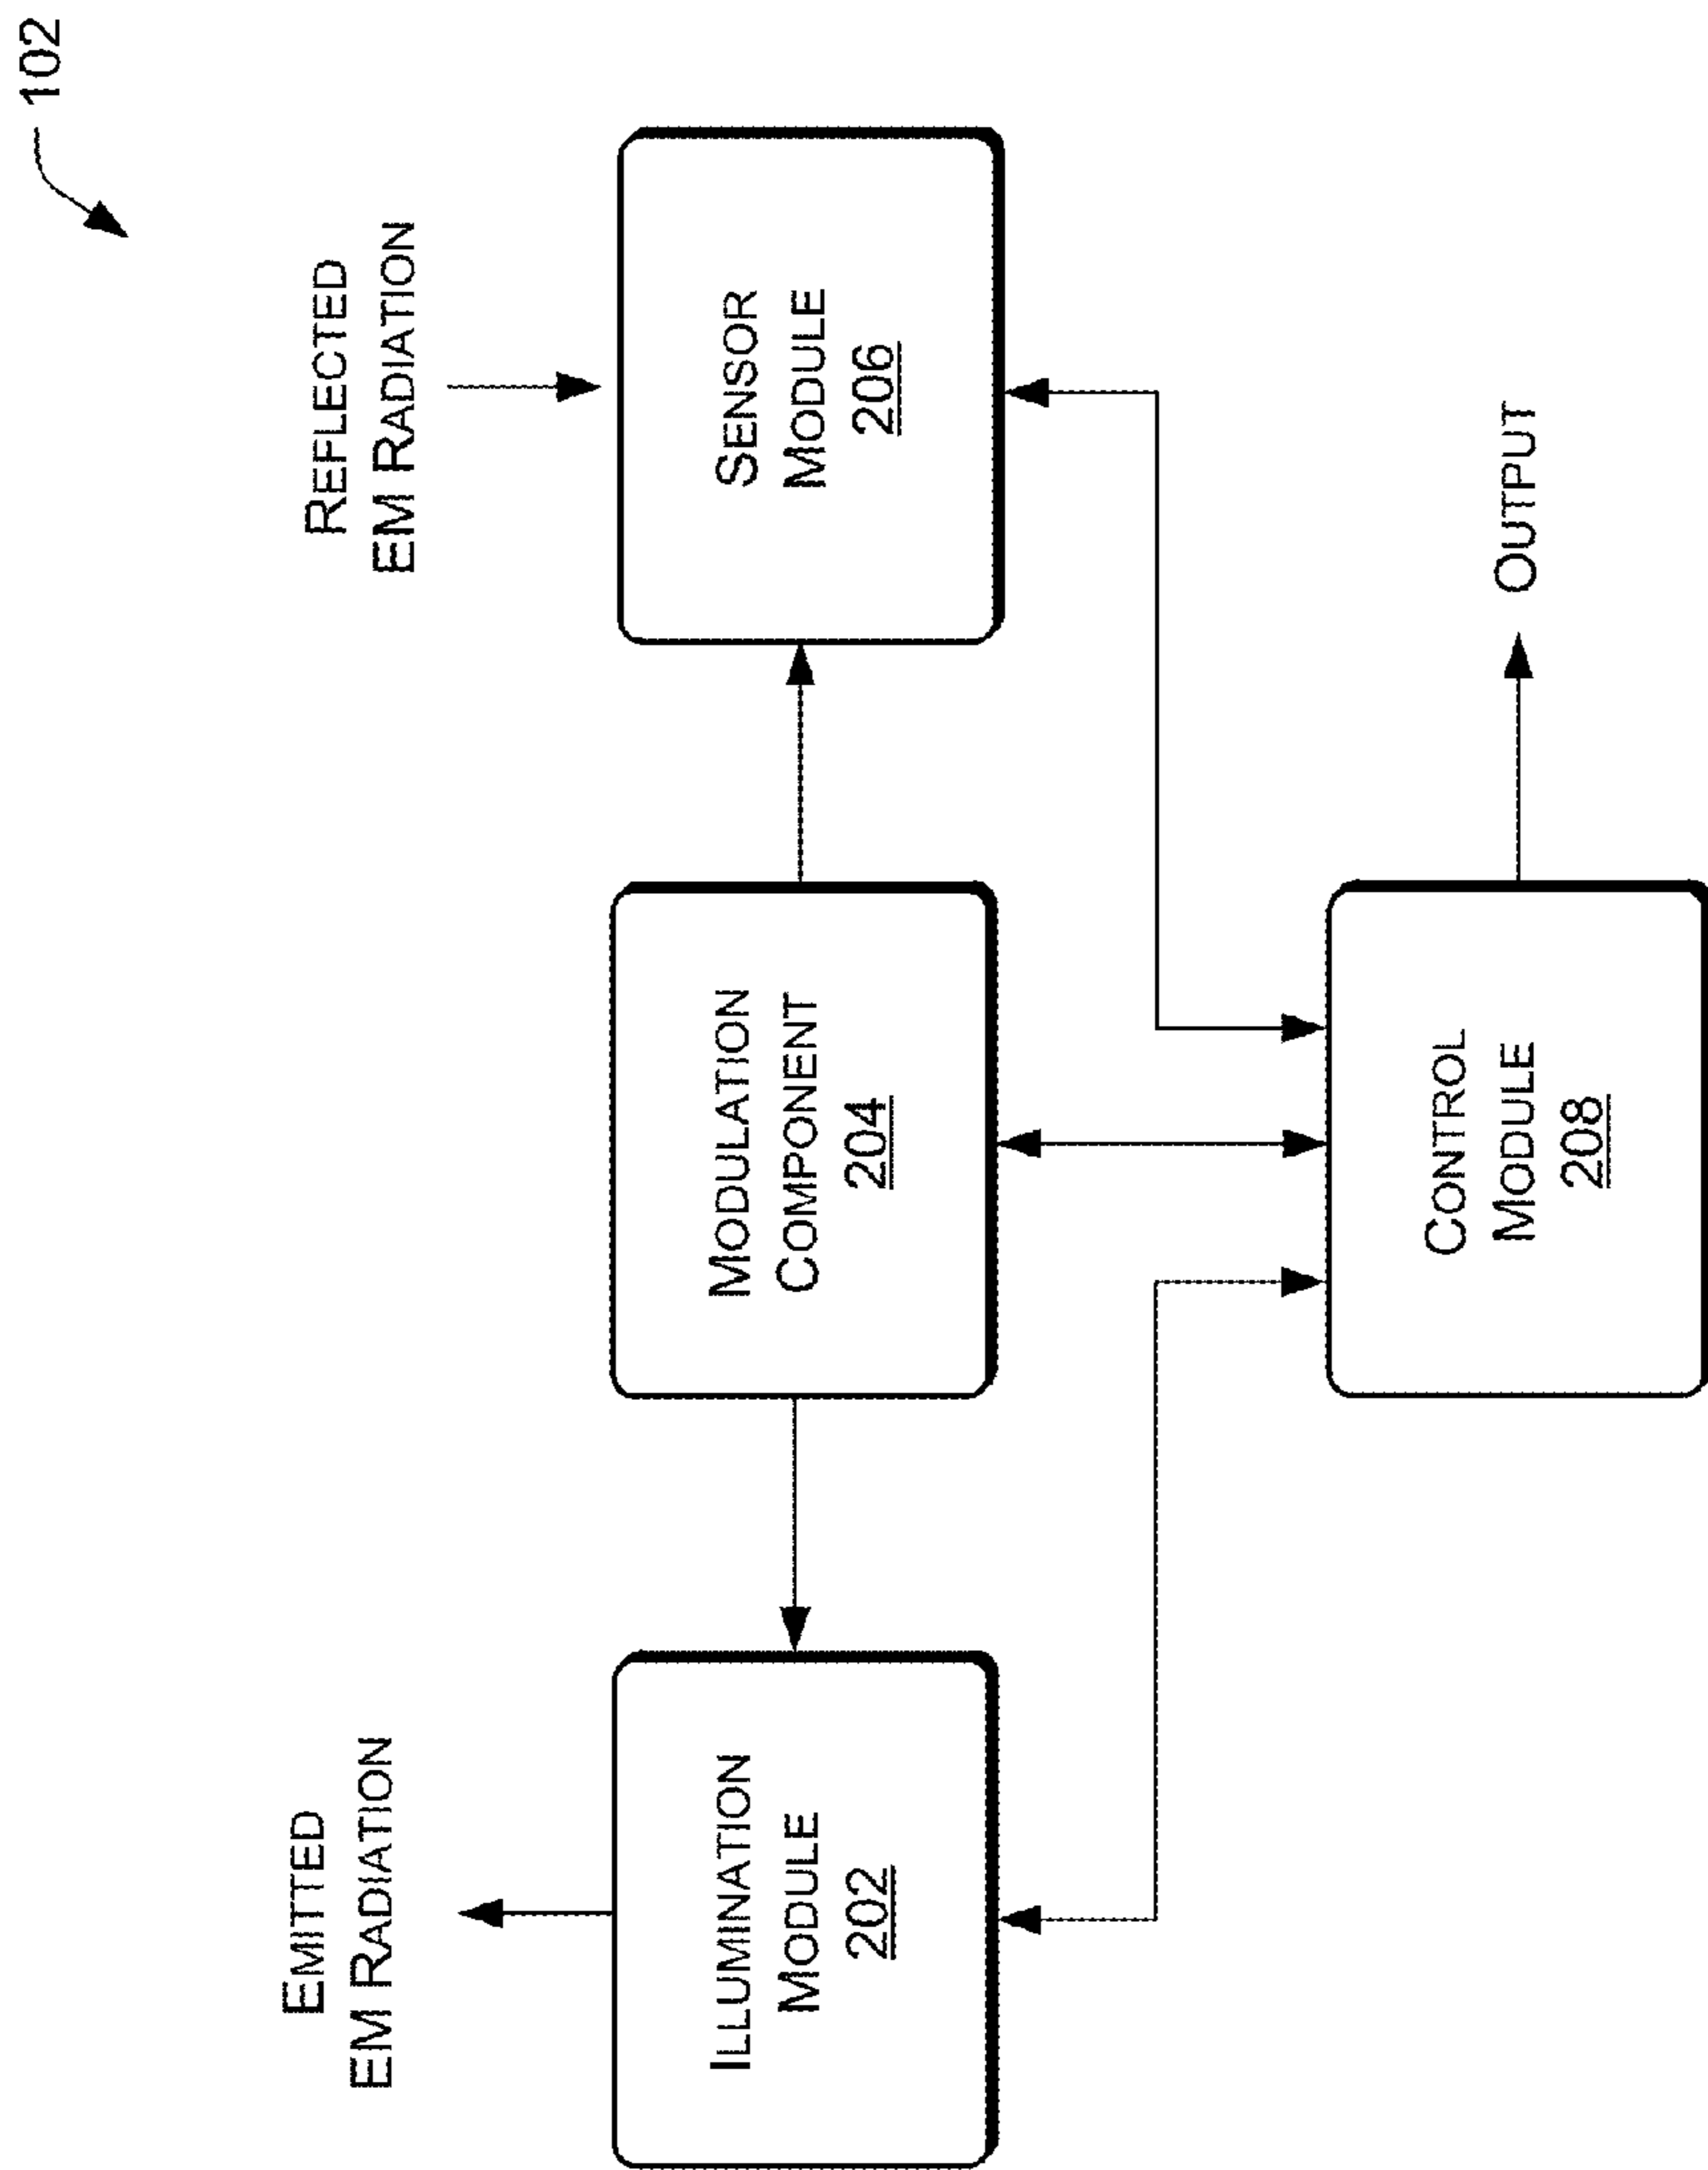 102
EMITTED
EM RADIATION
REFLECTED
EM RADIATION
ILLUMINATION
MODULE
202
MODULATION
COMPONENT
204
SENSOR
MODULE
206
CONTROL
MODULE
208
OUTPUT